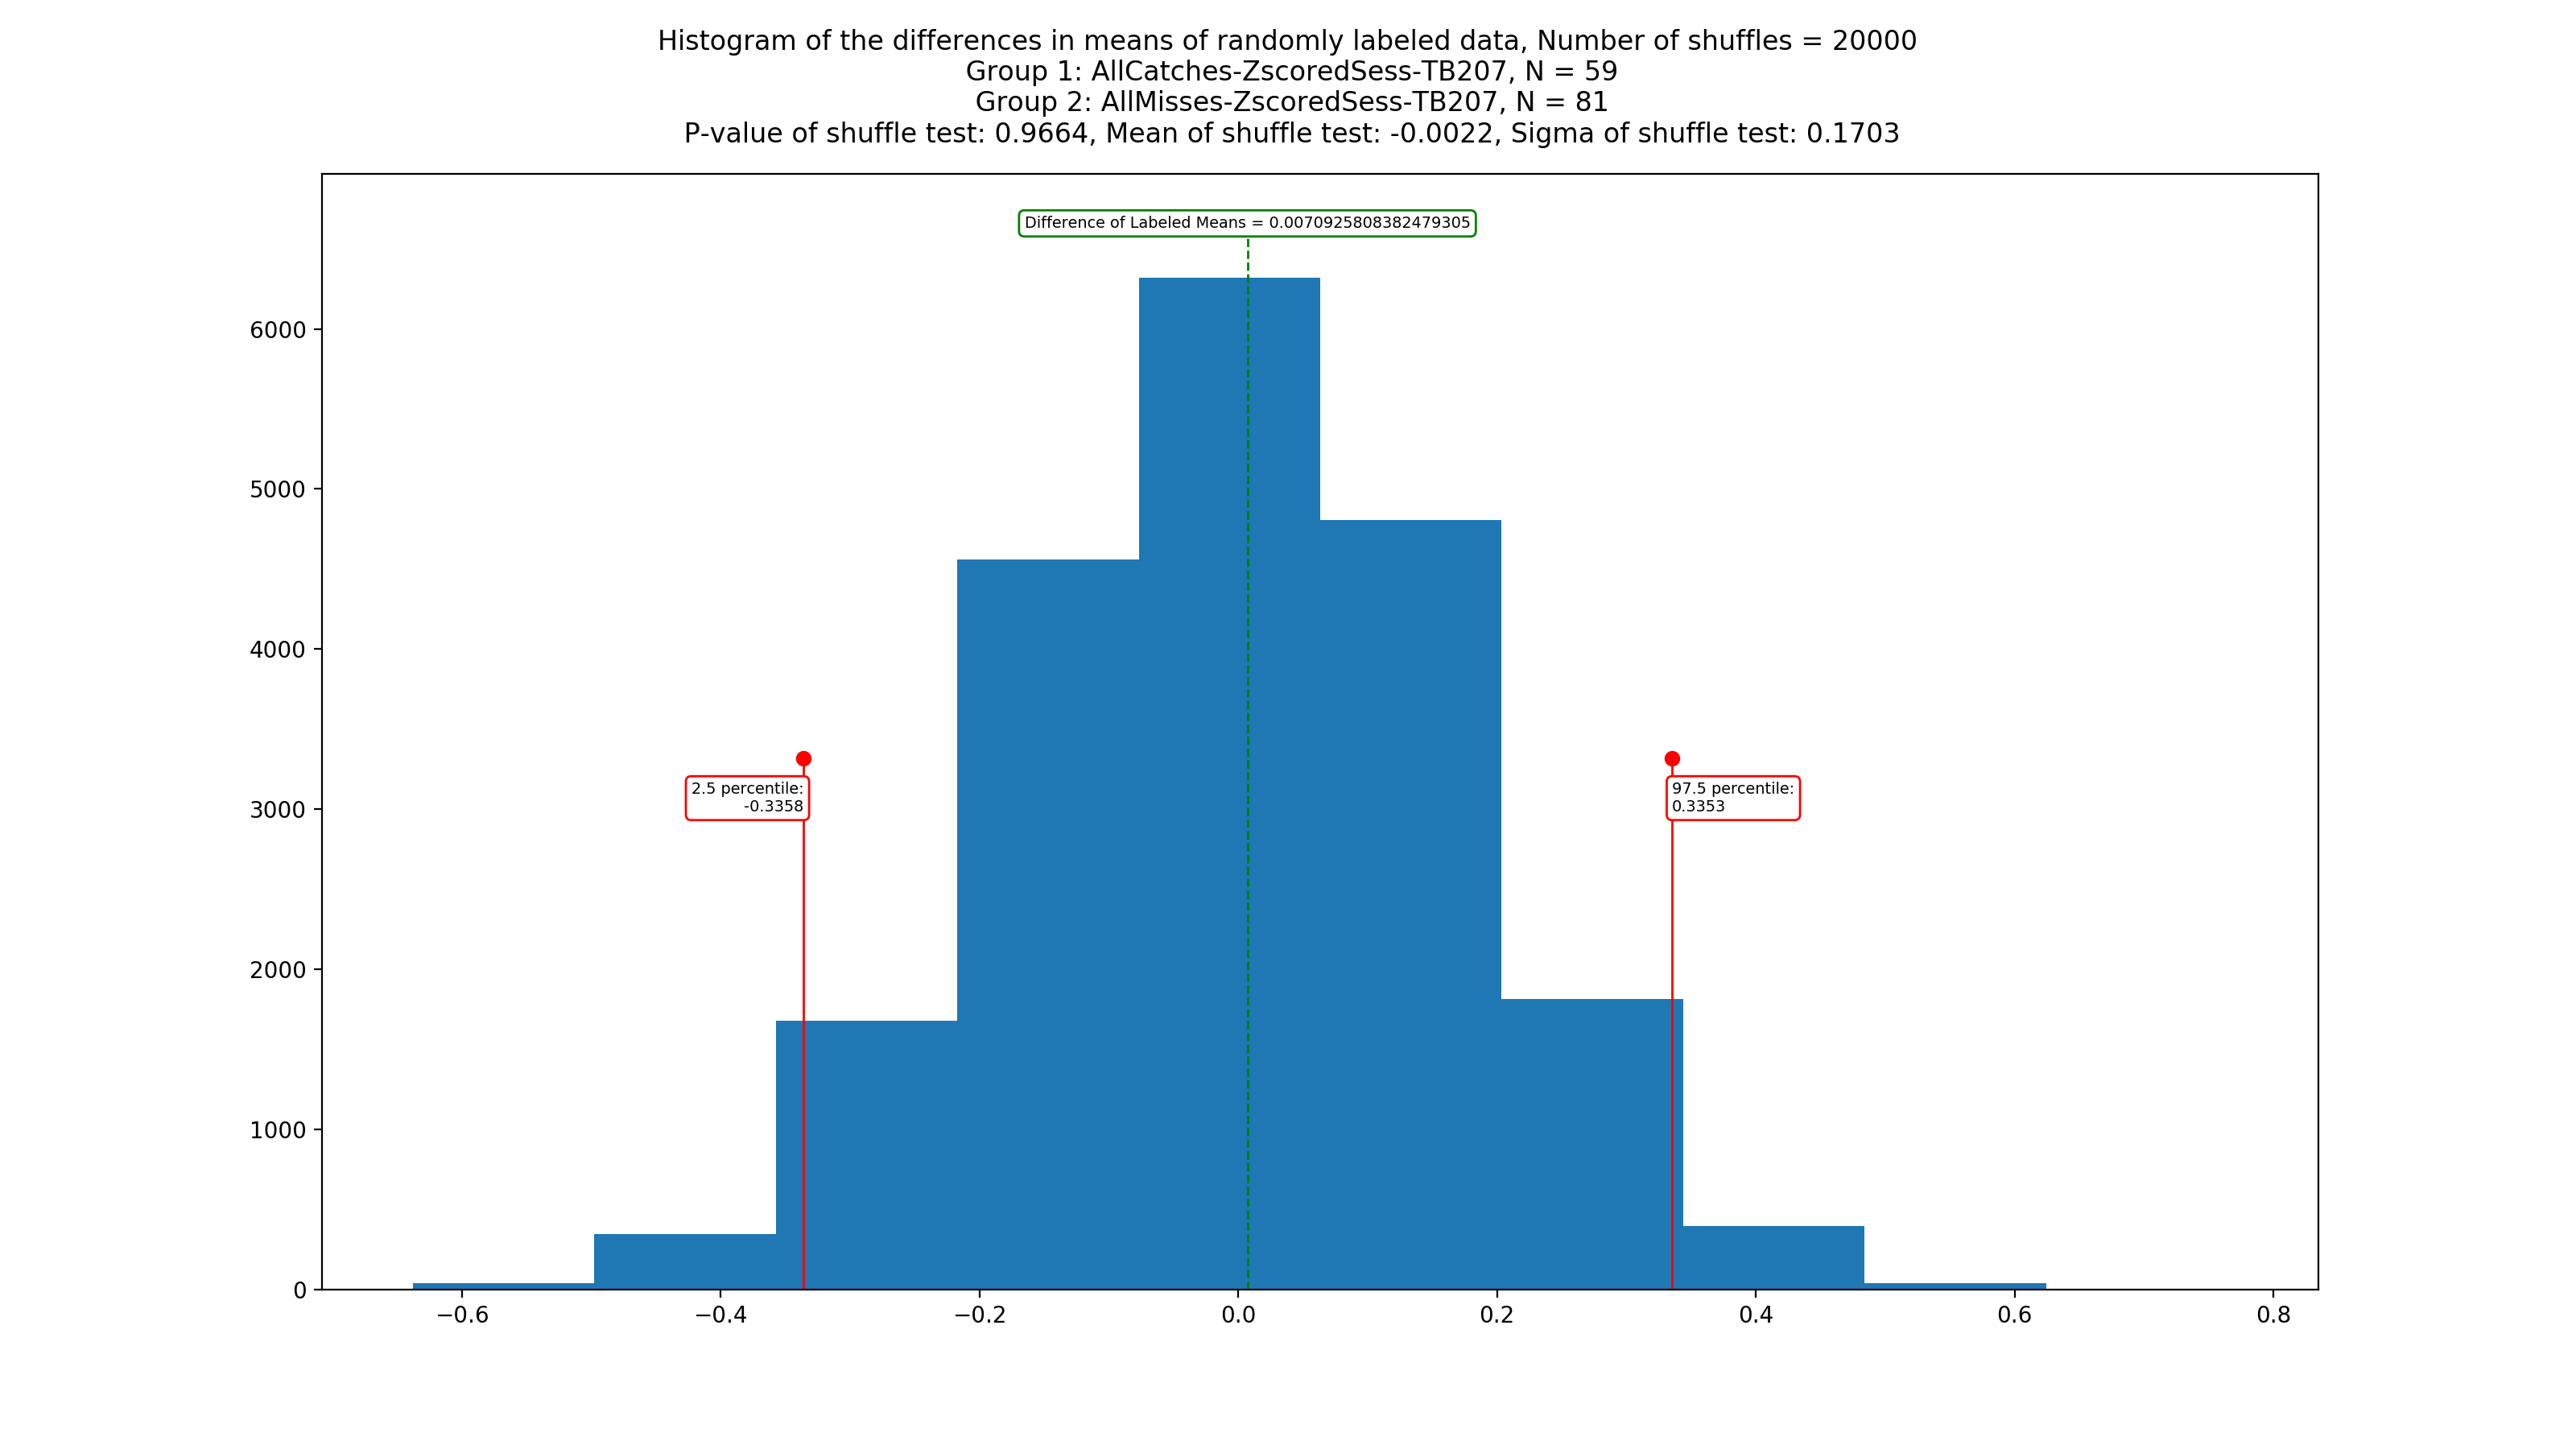 Histogram of the differences in means of randomly labeled data, Number of shuffles = 20000
Group 1: AllCatches-ZscoredSess-TB207, N = 59
Group 2: AllMisses-ZscoredSess-TB207, N = 81
P-value of shuffle test: 0.9664, Mean of shuffle test: -0.0022, Sigma of shuffle test: 0.1703
Difference of Labeled Means = 0.0070925808382479305
6000
5000
4000
3000
2000
1000
0
2.5 percentile:
-0.3358
97.5 percentile:
0.3353
−0.6 −0.4 −0.2 0.0 0.2 0.4 0.6 0.8